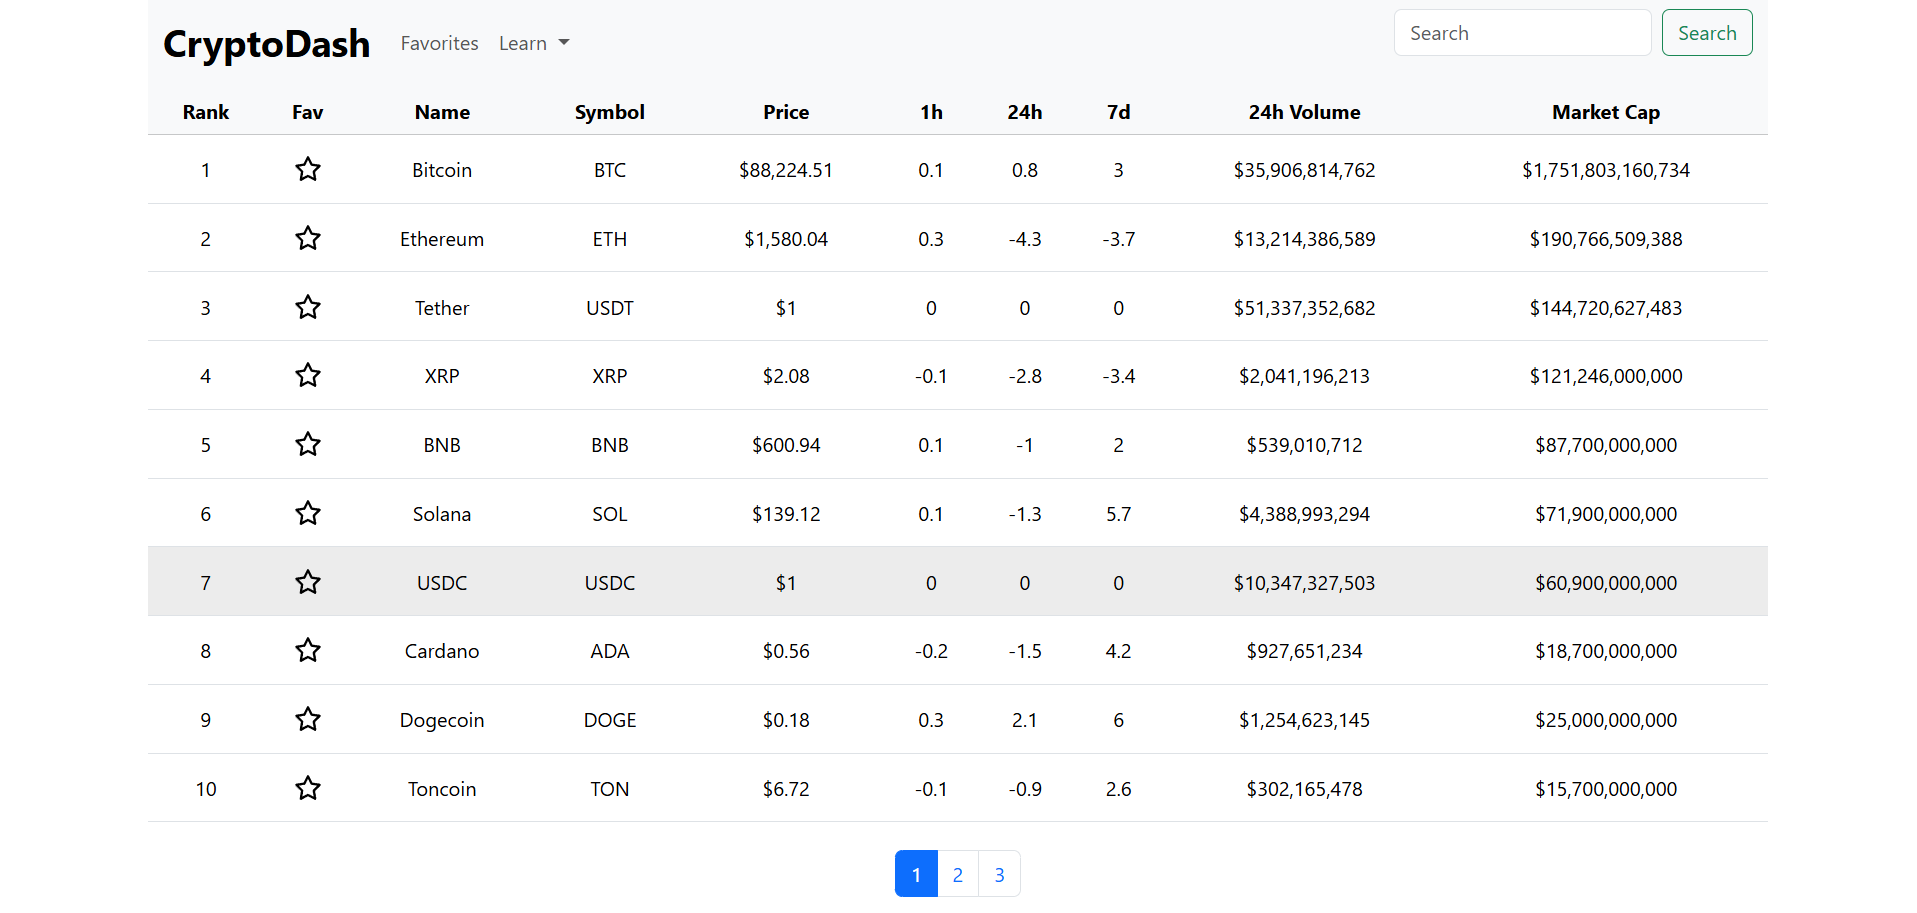 CryptoDash Favorites Learn Search Search
Rank Fav Name Symbol Price 1h 24h 7d 24h Volume Market Cap
1 Bitcoin BTC $88,224.51 0.1 0.8 3 $35,906,814,762 $1,751,803,160,734
2 Ethereum ETH $1,580.04 0.3 -4.3 -3.7 $13,214,386,589 $190,766,509,388
3 Tether USDT $1 0 0 0 $51,337,352,682 $144,720,627,483
4 XRP XRP $2.08 -0.1 -2.8 -3.4 $2,041,196,213 $121,246,000,000
5 BNB BNB $600.94 0.1 -1 2 $539,010,712 $87,700,000,000
6 Solana SOL $139.12 0.1 -1.3 5.7 $4,388,993,294 $71,900,000,000
7 USDC USDC $1 0 0 0 $10,347,327,503 $60,900,000,000
8 Cardano ADA $0.56 -0.2 -1.5 4.2 $927,651,234 $18,700,000,000
9 Dogecoin DOGE $0.18 0.3 2.1 6 $1,254,623,145 $25,000,000,000
10 Toncoin TON $6.72 -0.1 -0.9 2.6 $302,165,478 $15,700,000,000
1 2 3